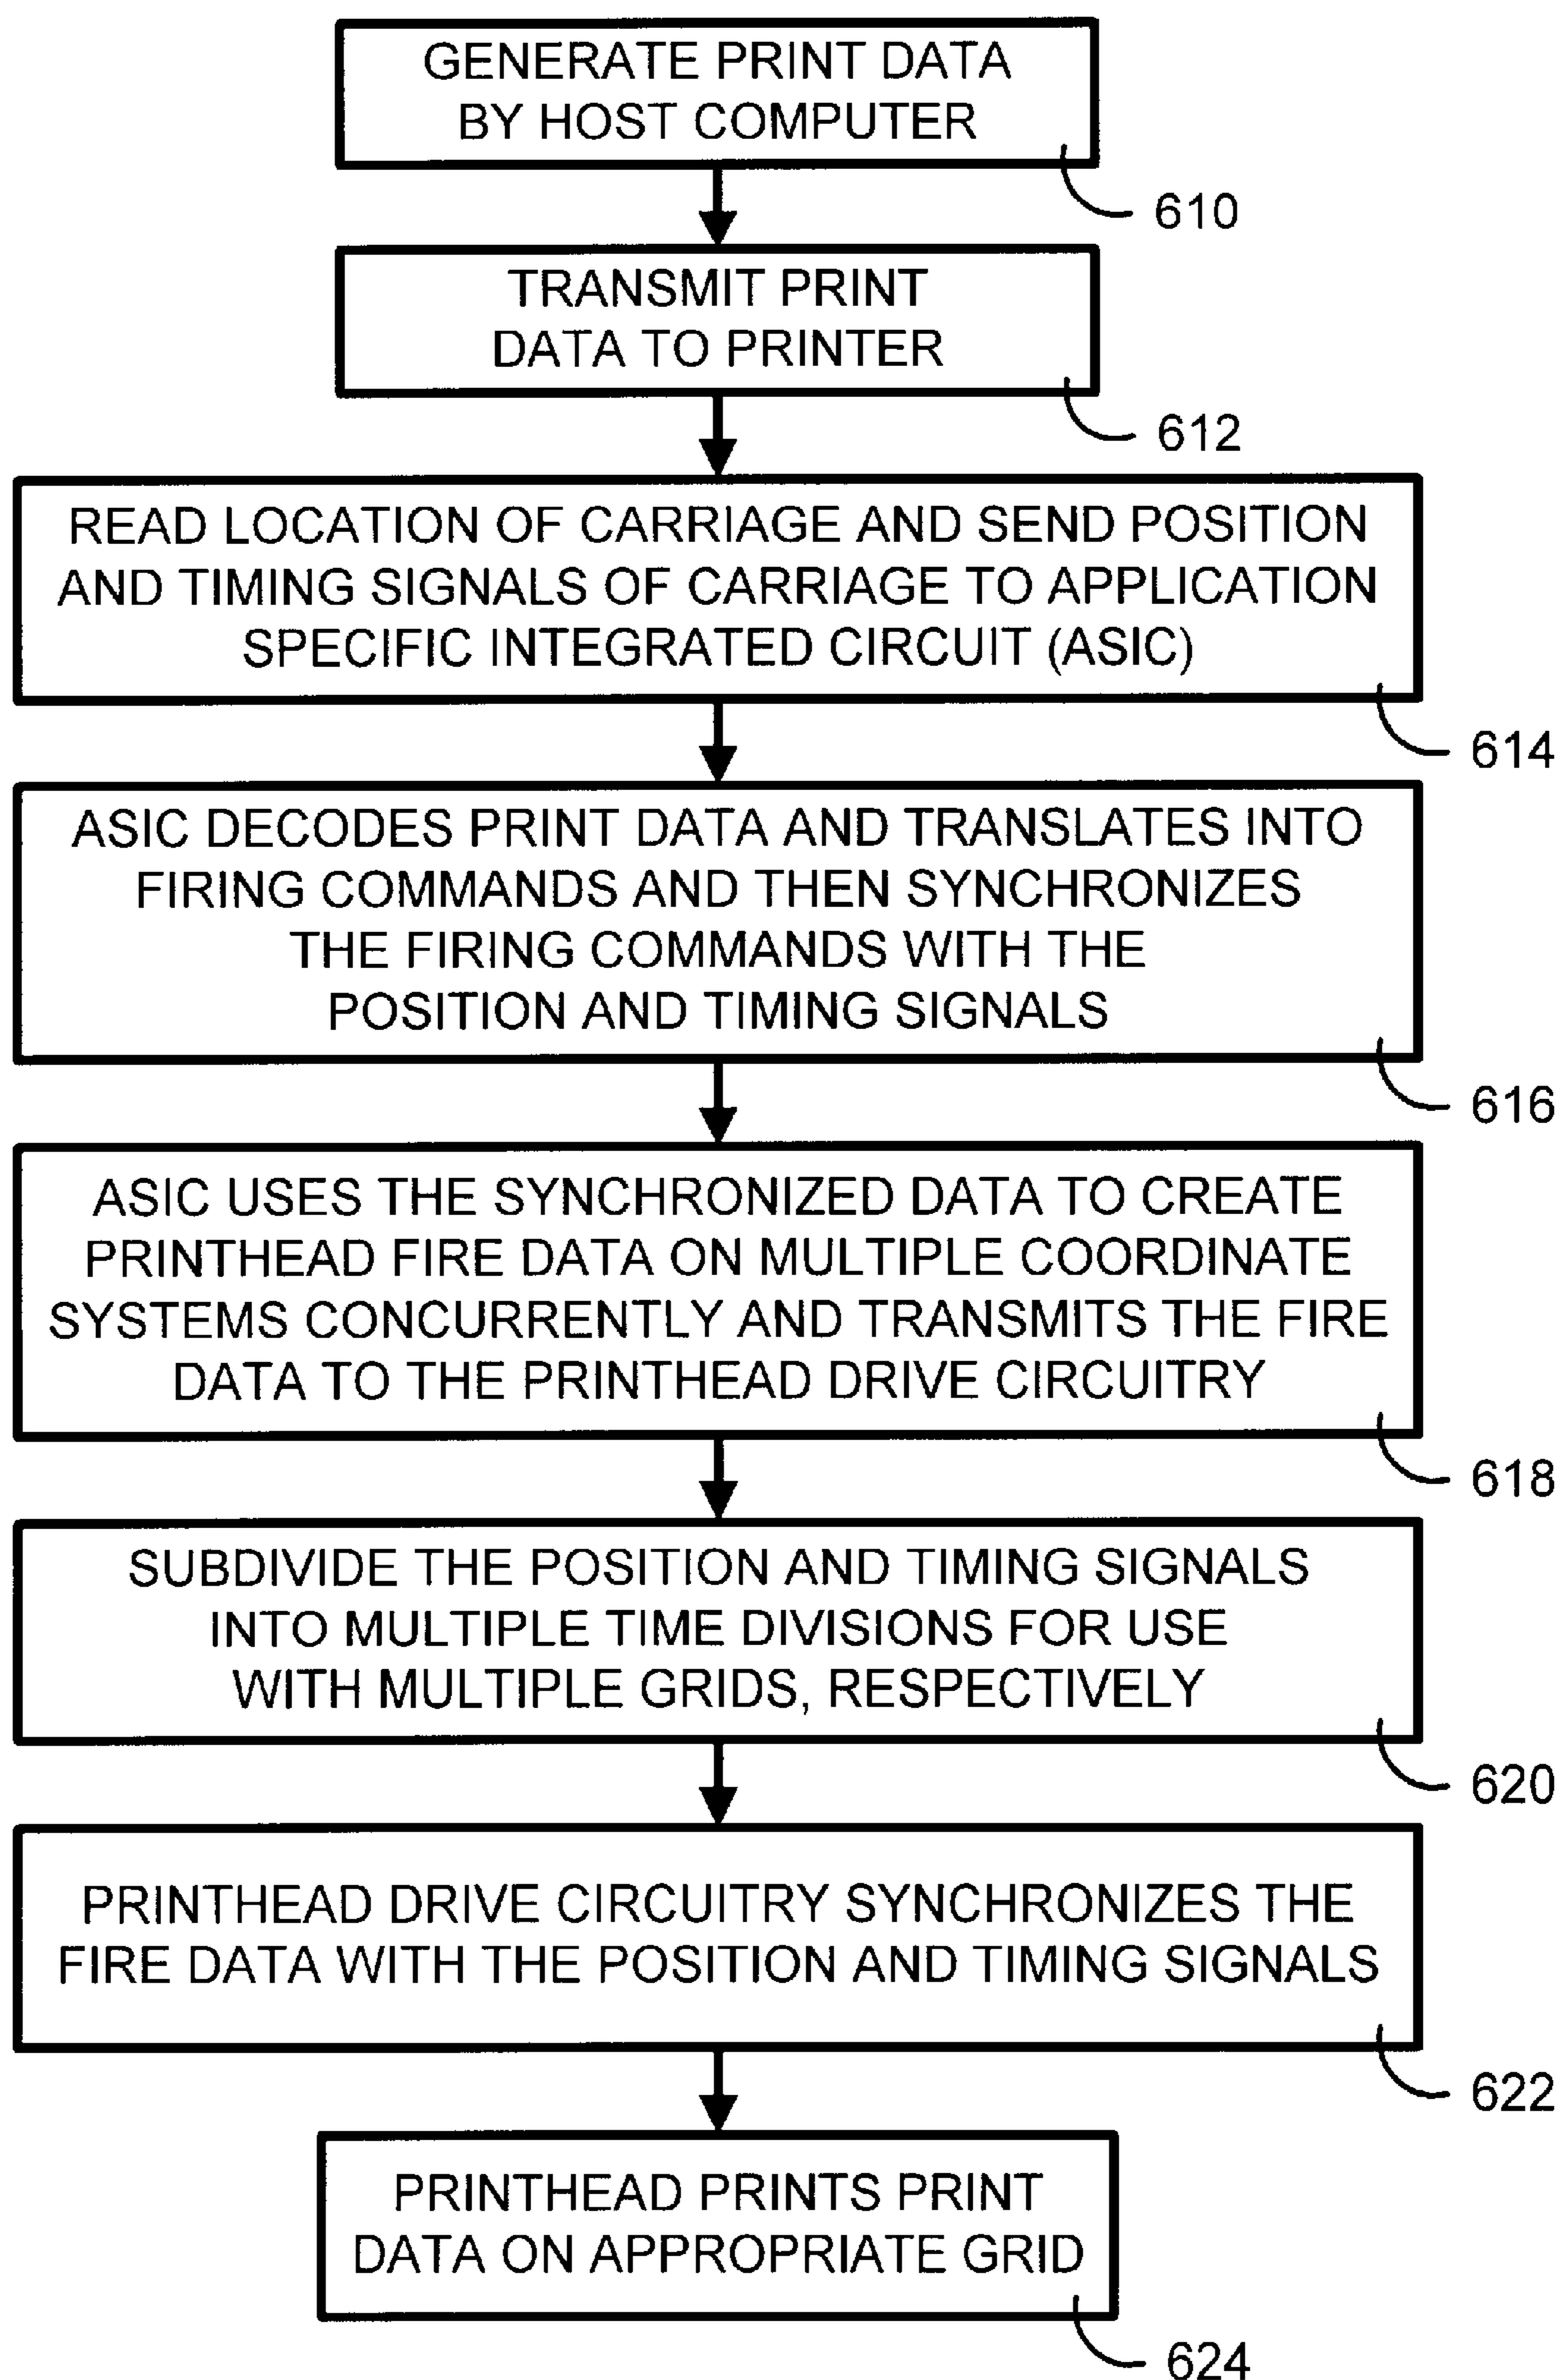 GENERATE PRINT DATA
BY HOST COMPUTER
610
TRANSMIT PRINT
DATA TO PRINTER
612
READ LOCATION OF CARRIAGE AND SEND POSITION
AND TIMING SIGNALS OF CARRIAGE TO APPLICATION
SPECIFIC INTEGRATED CIRCUIT (ASIC)
614
ASIC DECODES PRINT DATA AND TRANSLATES INTO
FIRING COMMANDS AND THEN SYNCHRONIZES
THE FIRING COMMANDS WITH THE
POSITION AND TIMING SIGNALS
616
ASIC USES THE SYNCHRONIZED DATA TO CREATE
PRINTHEAD FIRE DATA ON MULTIPLE COORDINATE
SYSTEMS CONCURRENTLY AND TRANSMITS THE FIRE
DATA TO THE PRINTHEAD DRIVE CIRCUITRY
618
SUBDIVIDE THE POSITION AND TIMING SIGNALS
INTO MULTIPLE TIME DIVISIONS FOR USE
WITH MULTIPLE GRIDS, RESPECTIVELY
620
PRINTHEAD DRIVE CIRCUITRY SYNCHRONIZES THE
FIRE DATA WITH THE POSITION AND TIMING SIGNALS
622
PRINTHEAD PRINTS PRINT
DATA ON APPROPRIATE GRID
624